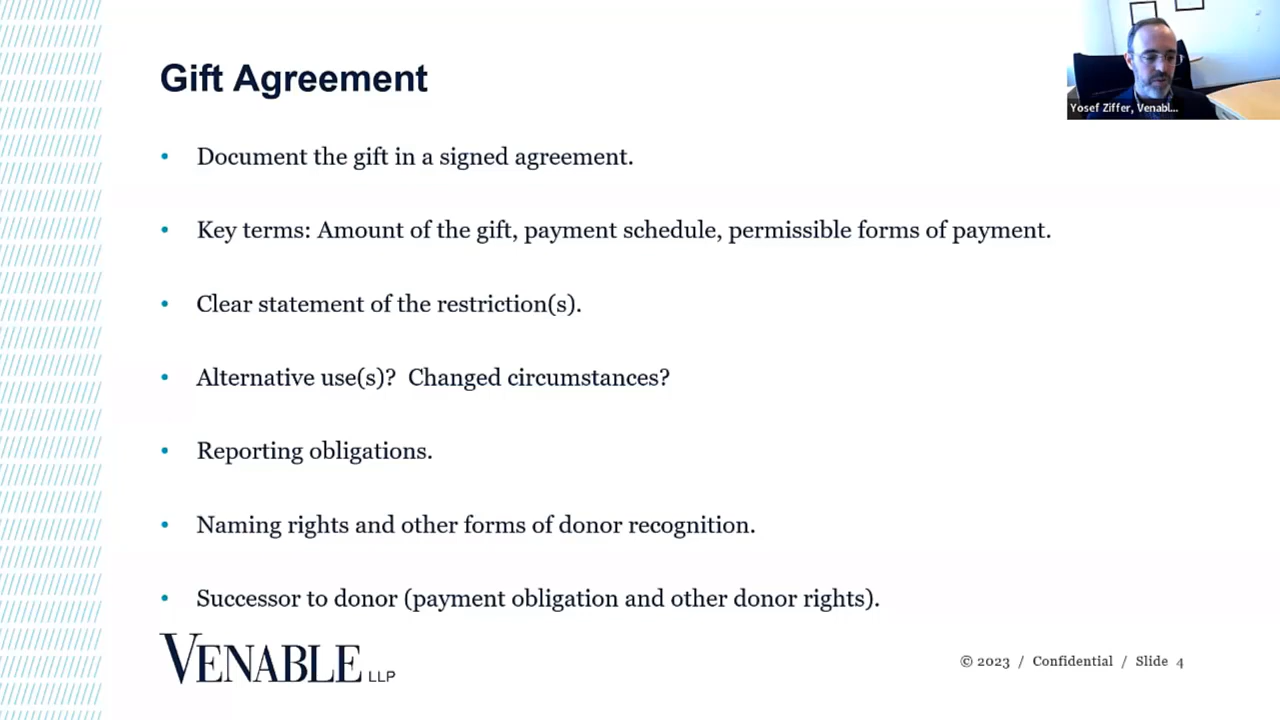 Gift Agreement
Yosef Ziffer, Venabl...
• Document the gift in a signed agreement.
• Key terms: Amount of the gift, payment schedule, permissible forms of payment.
• Clear statement of the restriction(s).
• Alternative use(s)?  Changed circumstances?
• Reporting obligations.
• Naming rights and other forms of donor recognition.
• Successor to donor (payment obligation and other donor rights).
VENABLE LLP
© 2023 / Confidential / Slide 4